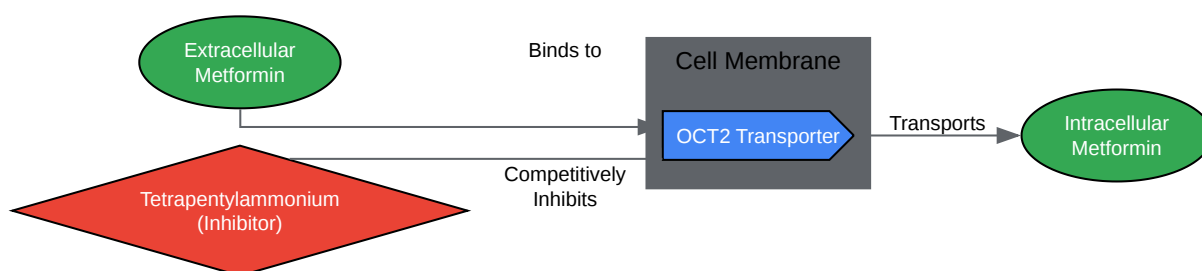 Extracellular
Metformin
Binds to
Cell Membrane
OCT2 Transporter
Transports
Intracellular
Metformin
Competitively
Inhibits
Tetrapentylammonium
(Inhibitor)